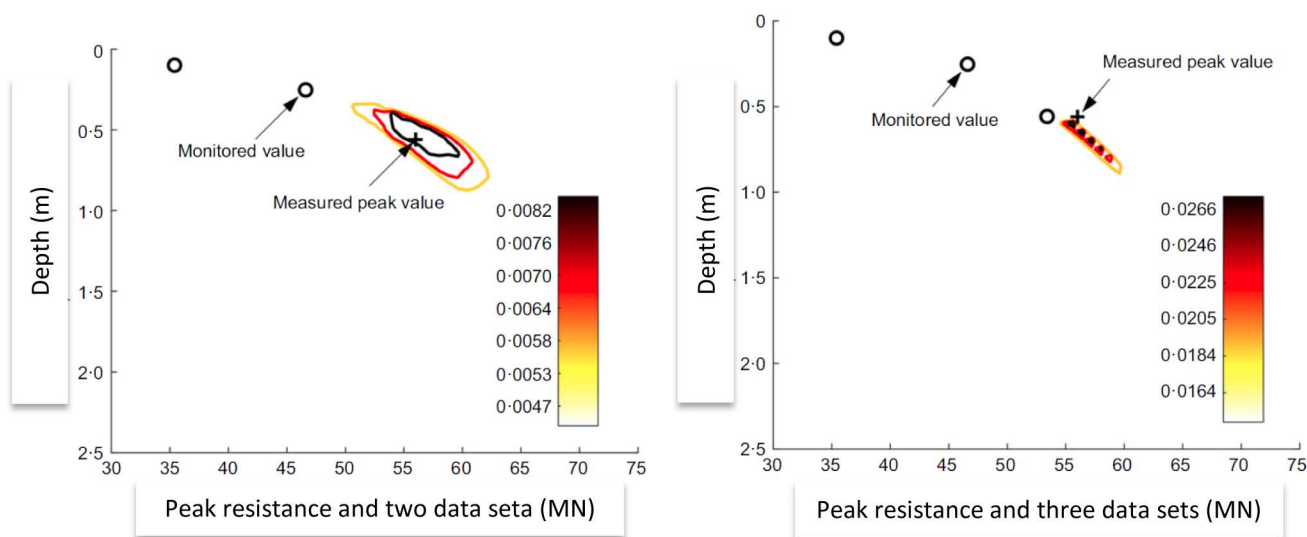 0
0·5
1·0
1·5
2·0
2·5
Depth (m)
30 35 40 45 50 55 60 65 70 75
Monitored value
Measured peak value
0·0082
0·0076
0·0070
0·0064
0·0058
0·0053
0·0047
Peak resistance and two data seta (MN)
0
0·5
1·0
1·5
2·0
2·5
Depth (m)
30 35 40 45 50 55 60 65 70 75
Measured peak value
Monitored value
0·0266
0·0246
0·0225
0·0205
0·0184
0·0164
Peak resistance and three data sets (MN)